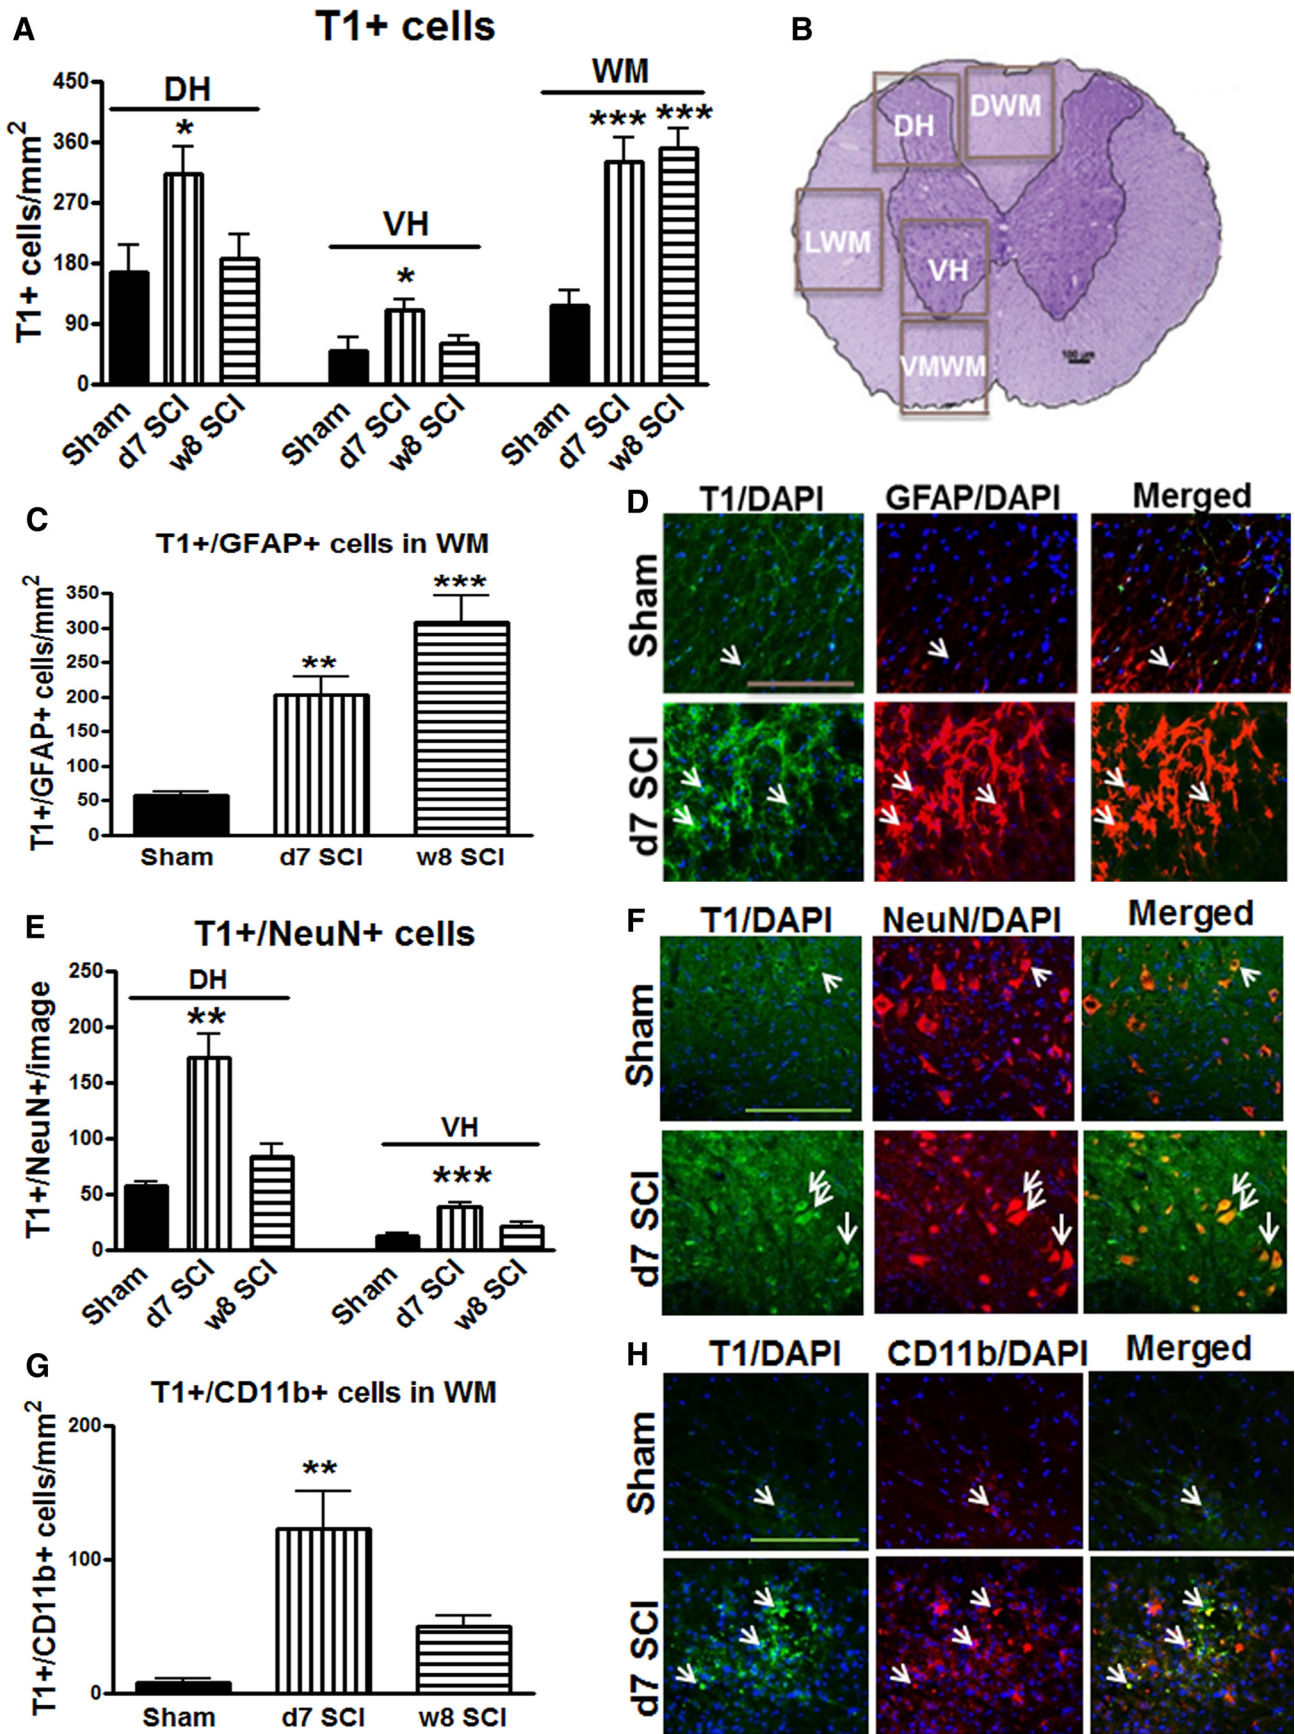 A
T1+ cells
T1+ cells/mm2
450
360
270
180
90
0
DH
*
VH
*
WM
*** ***
Sham
d7 SCI
w8 SCI
Sham
d7 SCI
w8 SCI
Sham
d7 SCI
w8 SCI
B
DH
DWM
LWM
VH
VMWM
100 µm
C
T1+/GFAP+ cells in WM
T1+/GFAP+ cells/mm2
350
300
250
200
150
100
50
0
**
***
Sham d7 SCI w8 SCI
D
T1/DAPI GFAP/DAPI Merged
Sham
d7 SCI
E
T1+/NeuN+ cells
T1+/NeuN+/image
250
200
150
100
50
0
DH
**
VH
***
Sham
d7 SCI
w8 SCI
Sham
d7 SCI
w8 SCI
F
T1/DAPI NeuN/DAPI Merged
Sham
d7 SCI
G
T1+/CD11b+ cells in WM
T1+/CD11b+ cells/mm2
200
100
0
**
Sham d7 SCI w8 SCI
H
T1/DAPI CD11b/DAPI Merged
Sham
d7 SCI